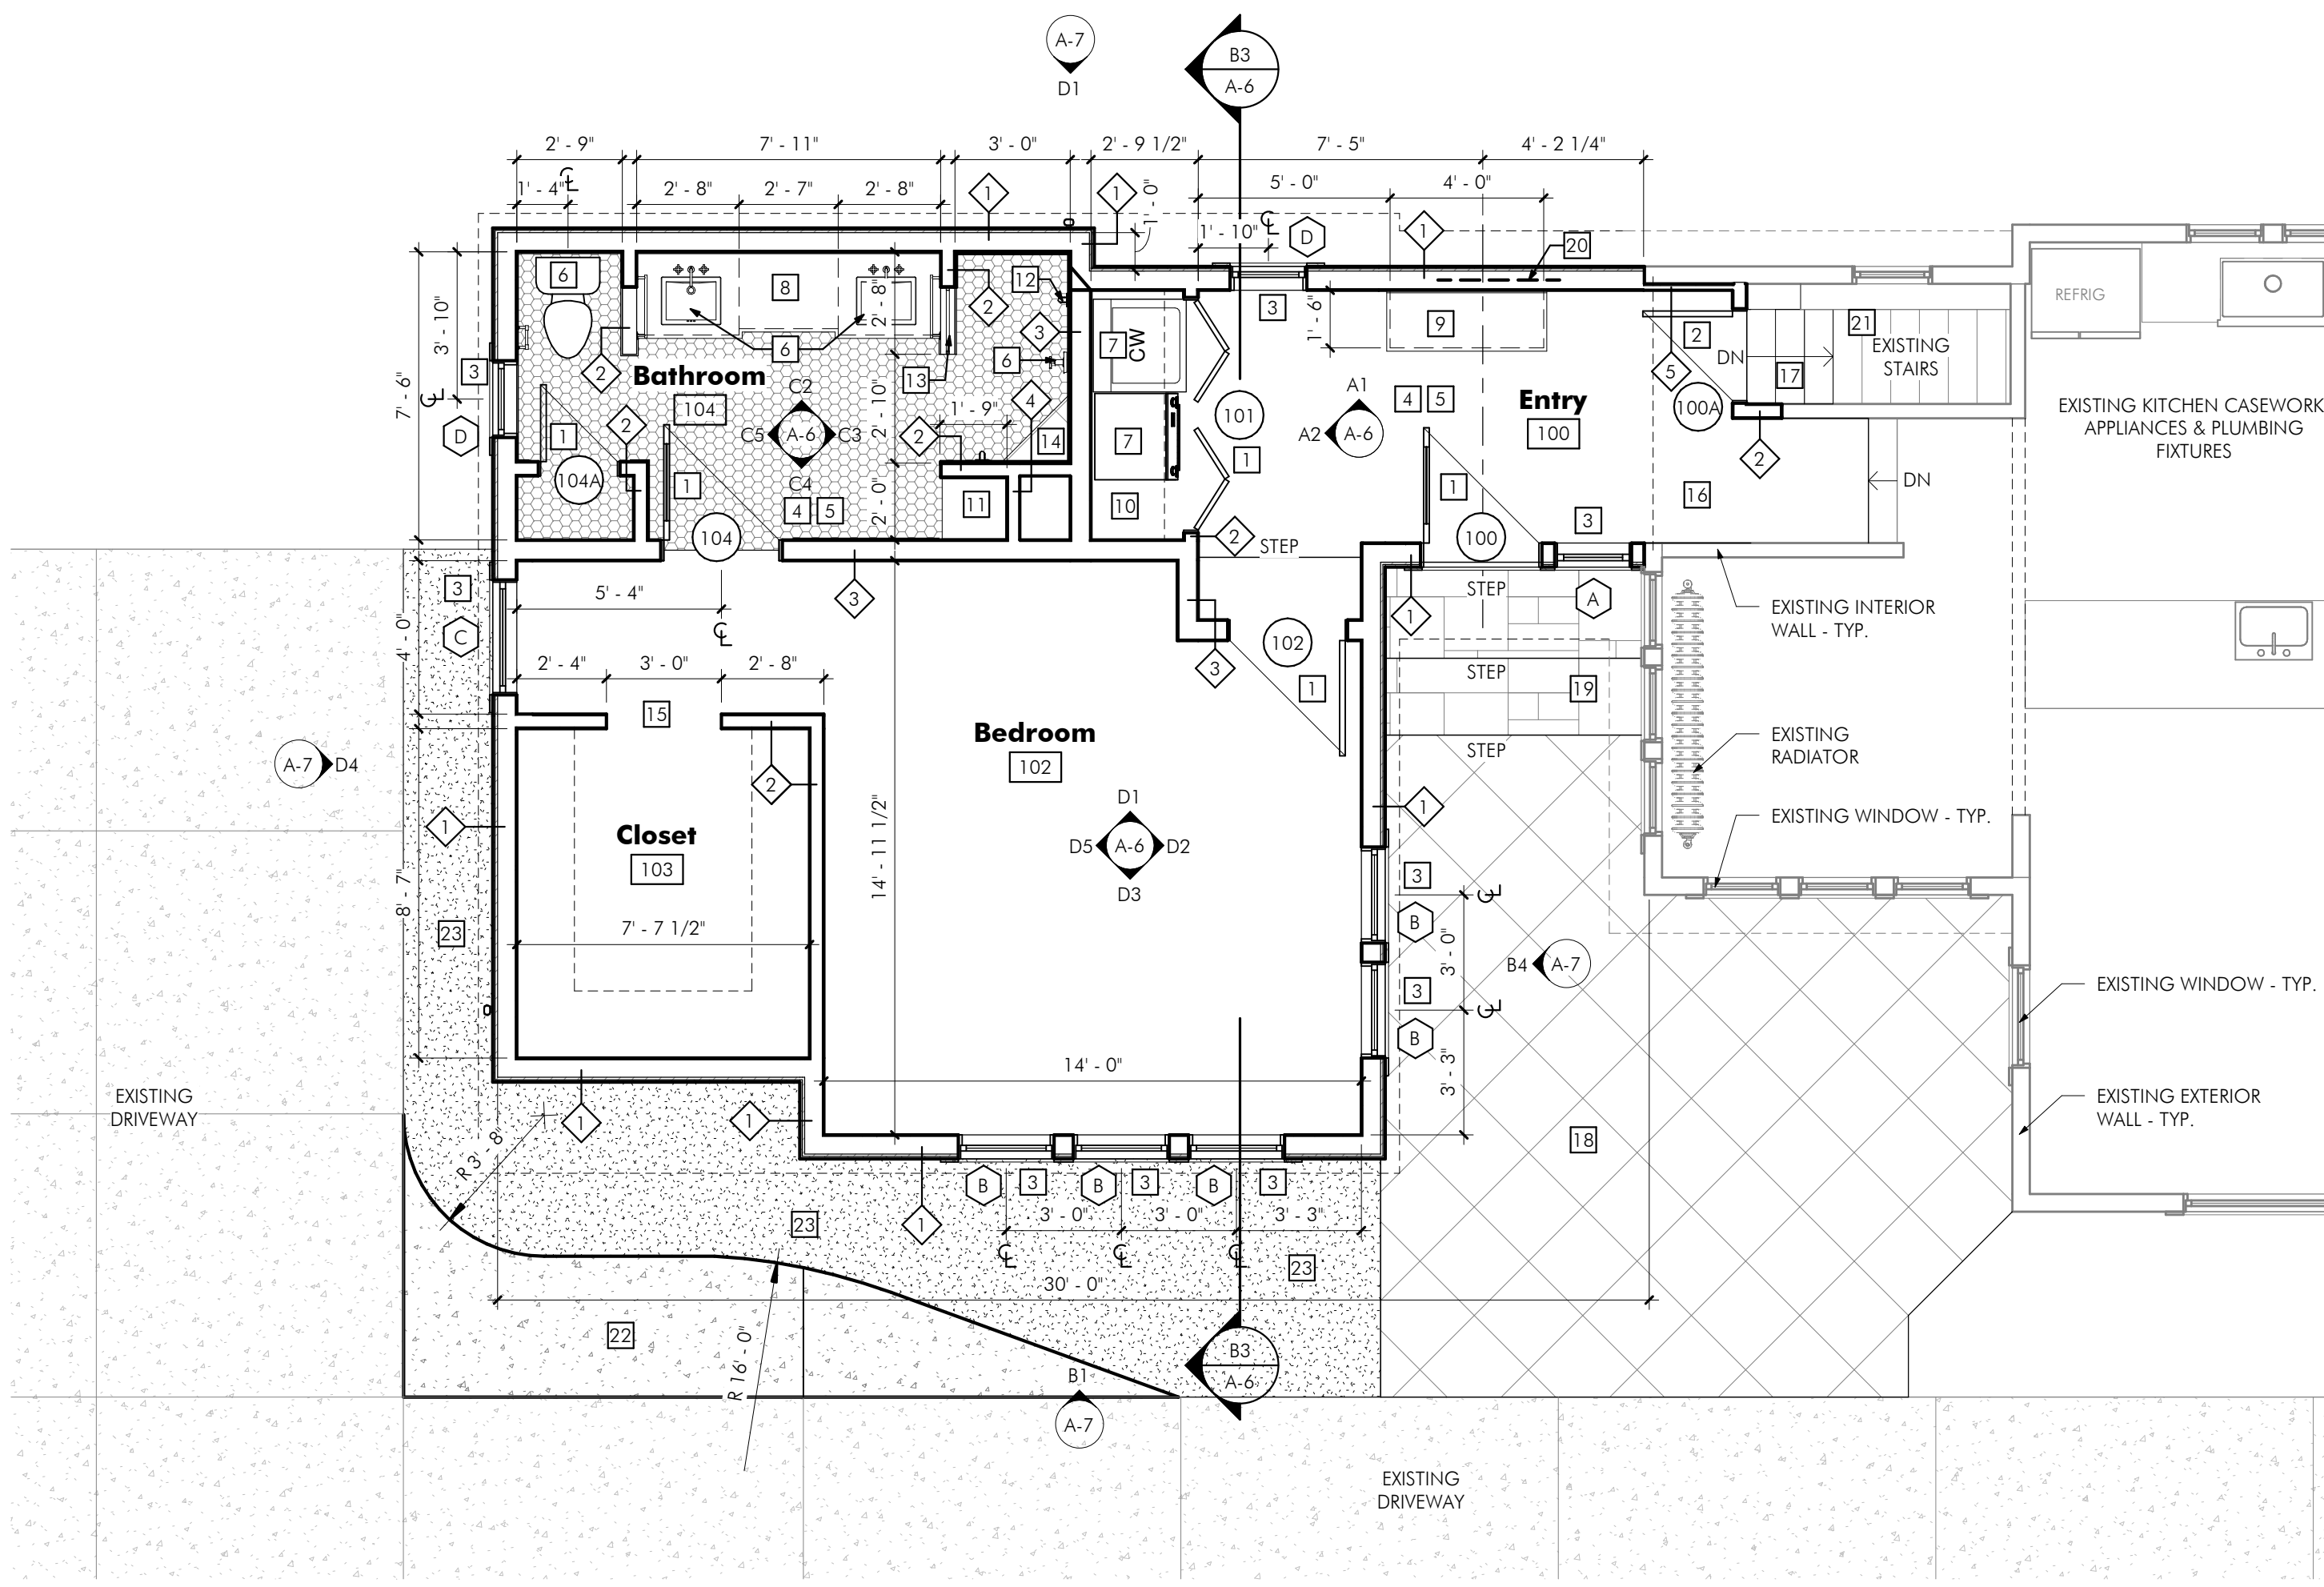 A-7
D1
B3
A-6
2' - 9"
7' - 11"
3' - 0"
2' - 9 1/2"
7' - 5"
4' - 2 1/4"
1' - 4"
2' - 8"
2' - 7"
2' - 8"
1
1
1' - 0"
5' - 0"
4' - 0"
1' - 10"
D
1
20
6
8
12
2
2' - 8"
3
1' - 6"
9
2
21
REFRIG
3' - 10"
7
CW
DN
EXISTING
STAIRS
6
3
6
13
2
5
17
7' - 6"
Bathroom
104
C2
C5
A-6
C3
C4
2' - 10"
1' - 9"
4
2
14
101
A1
A2
A-6
4
5
Entry
100
100A
EXISTING KITCHEN CASEWORK
APPLIANCES & PLUMBING
FIXTURES
D
1
2
7
1
2
104A
1
4
5
2' - 0"
11
10
1
16
DN
104
2
STEP
100
3
3
C
5' - 4"
3
STEP
A
EXISTING INTERIOR
WALL - TYP.
1
4' - 0"
102
2' - 4"
3' - 0"
2' - 8"
3
1
STEP
19
15
Bedroom
102
STEP
EXISTING
RADIATOR
A-7
D4
2
1
1
EXISTING WINDOW - TYP.
Closet
103
14' - 11 1/2"
D1
D5
A-6
D2
D3
8' - 7"
3
B
23
7' - 7 1/2"
3' - 0"
B4
A-7
EXISTING WINDOW - TYP.
3
B
14' - 0"
3' - 3"
EXISTING
DRIVEWAY
EXISTING EXTERIOR
WALL - TYP.
1
1
18
R 3' - 8"
B
3
B
3
B
3
23
1
3' - 0"
3' - 0"
3' - 3"
23
30' - 0"
22
R 16' - 0"
B1
A-7
B3
A-6
EXISTING
DRIVEWAY